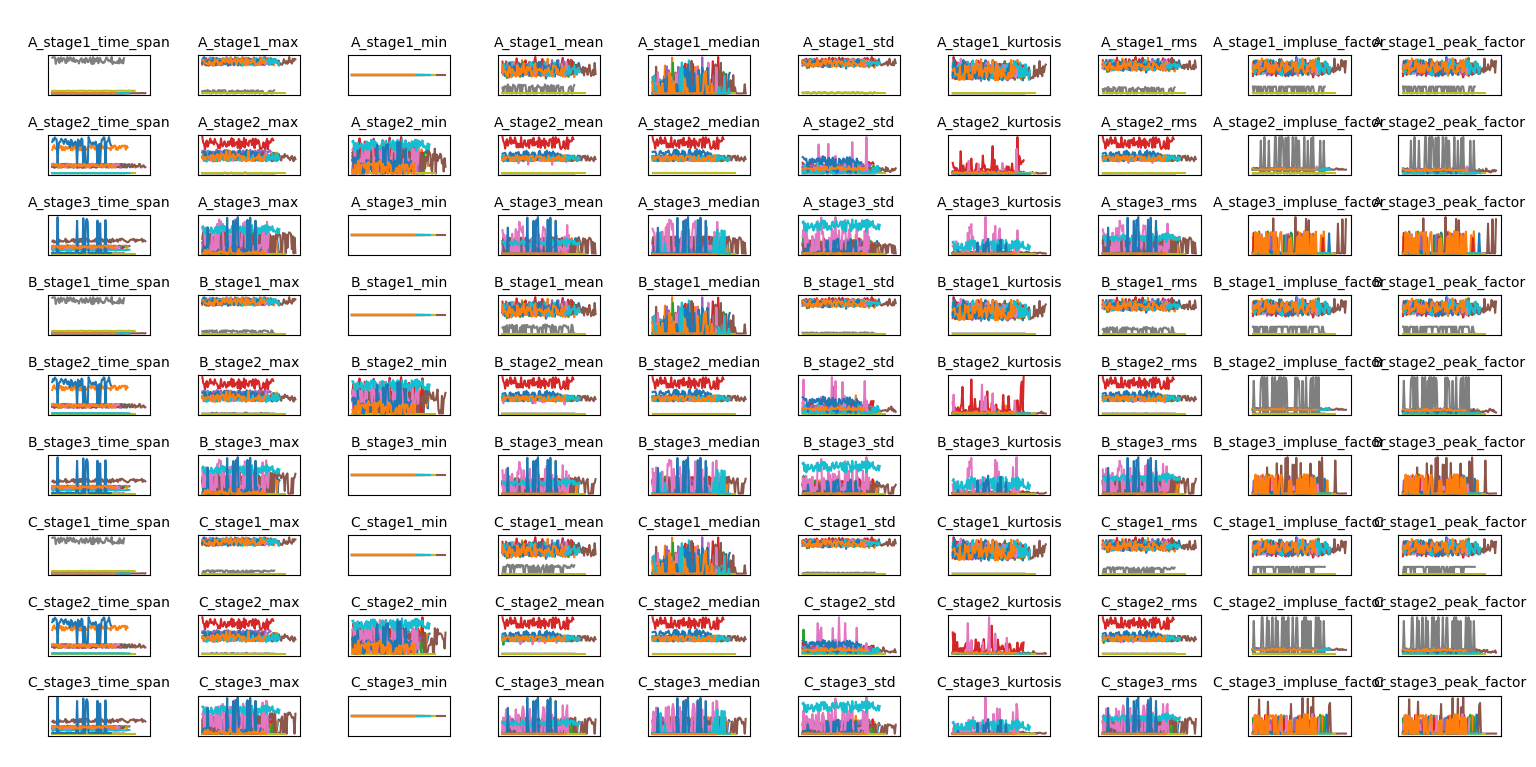 A_stage1_time_span A_stage1_max A_stage1_min A_stage1_mean A_stage1_median A_stage1_std A_stage1_kurtosis A_stage1_rms A_stage1_impluse_factor A_stage1_peak_factor
A_stage2_time_span A_stage2_max A_stage2_min A_stage2_mean A_stage2_median A_stage2_std A_stage2_kurtosis A_stage2_rms A_stage2_impluse_factor A_stage2_peak_factor
A_stage3_time_span A_stage3_max A_stage3_min A_stage3_mean A_stage3_median A_stage3_std A_stage3_kurtosis A_stage3_rms A_stage3_impluse_factor A_stage3_peak_factor
B_stage1_time_span B_stage1_max B_stage1_min B_stage1_mean B_stage1_median B_stage1_std B_stage1_kurtosis B_stage1_rms B_stage1_impluse_factor B_stage1_peak_factor
B_stage2_time_span B_stage2_max B_stage2_min B_stage2_mean B_stage2_median B_stage2_std B_stage2_kurtosis B_stage2_rms B_stage2_impluse_factor B_stage2_peak_factor
B_stage3_time_span B_stage3_max B_stage3_min B_stage3_mean B_stage3_median B_stage3_std B_stage3_kurtosis B_stage3_rms B_stage3_impluse_factor B_stage3_peak_factor
C_stage1_time_span C_stage1_max C_stage1_min C_stage1_mean C_stage1_median C_stage1_std C_stage1_kurtosis C_stage1_rms C_stage1_impluse_factor C_stage1_peak_factor
C_stage2_time_span C_stage2_max C_stage2_min C_stage2_mean C_stage2_median C_stage2_std C_stage2_kurtosis C_stage2_rms C_stage2_impluse_factor C_stage2_peak_factor
C_stage3_time_span C_stage3_max C_stage3_min C_stage3_mean C_stage3_median C_stage3_std C_stage3_kurtosis C_stage3_rms C_stage3_impluse_factor C_stage3_peak_factor